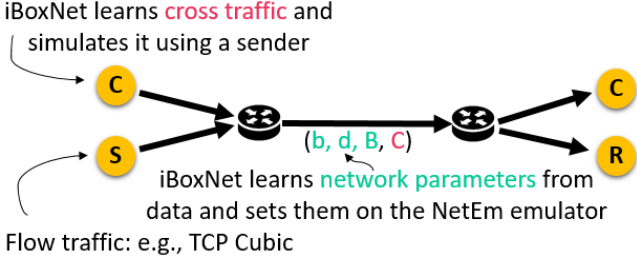 iBoxNet learns cross traffic and
simulates it using a sender
C
C
S
R
(b, d, B, C)
iBoxNet learns network parameters from
data and sets them on the NetEm emulator
Flow traffic: e.g., TCP Cubic